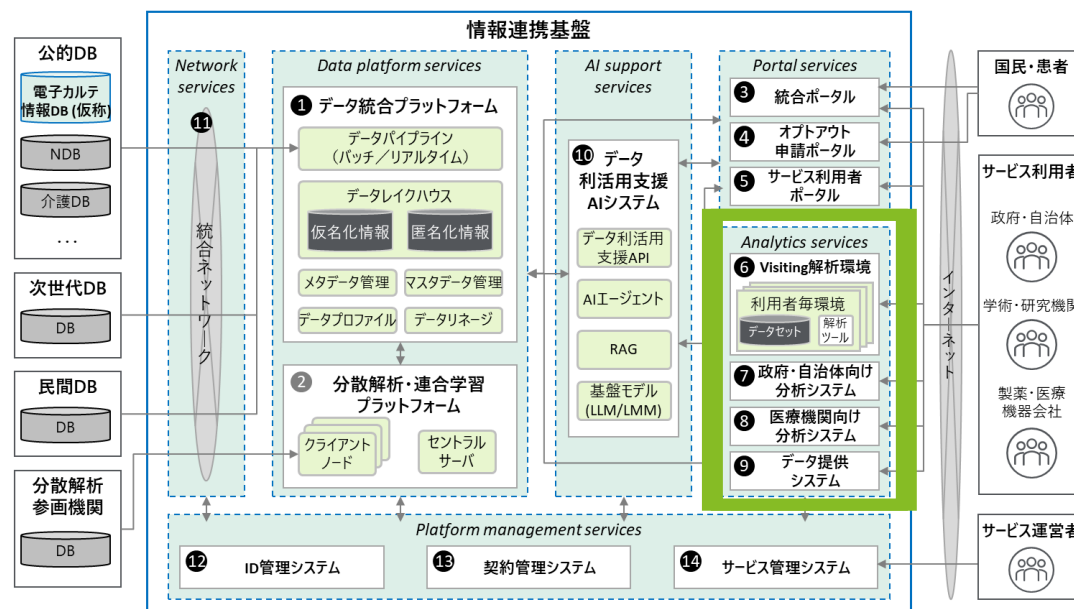 情報連携基盤
公的DB
電子カルテ
情報DB (仮称)
NDB
介護DB
...
次世代DB
DB
民間DB
DB
分散解析
参画機関
DB
Network
services
11
統合ネットワーク
Data platform services
1 データ統合プラットフォーム
データパイプライン
(バッチ／リアルタイム)
データレイクハウス
仮名化情報
匿名化情報
メタデータ管理
マスタデータ管理
データプロファイル
データリネージ
2 分散解析・連合学習
プラットフォーム
クライアント
ノード
セントラル
サーバ
AI support
services
10 データ
利活用支援
AIシステム
データ利活用
支援API
AIエージェント
RAG
基盤モデル
(LLM/LMM)
Portal services
3 統合ポータル
4 オプトアウト
申請ポータル
5 サービス利用者
ポータル
Analytics services
6 Visiting解析環境
利用者毎環境
データセット
解析
ツール
7 政府・自治体向け
分析システム
8 医療機関向け
分析システム
9 データ提供
システム
Platform management services
12 ID管理システム
13 契約管理システム
14 サービス管理システム
インターネット
国民・患者
サービス利用者
政府・自治体
学術・研究機関
製薬・医療
機器会社
サービス運営者